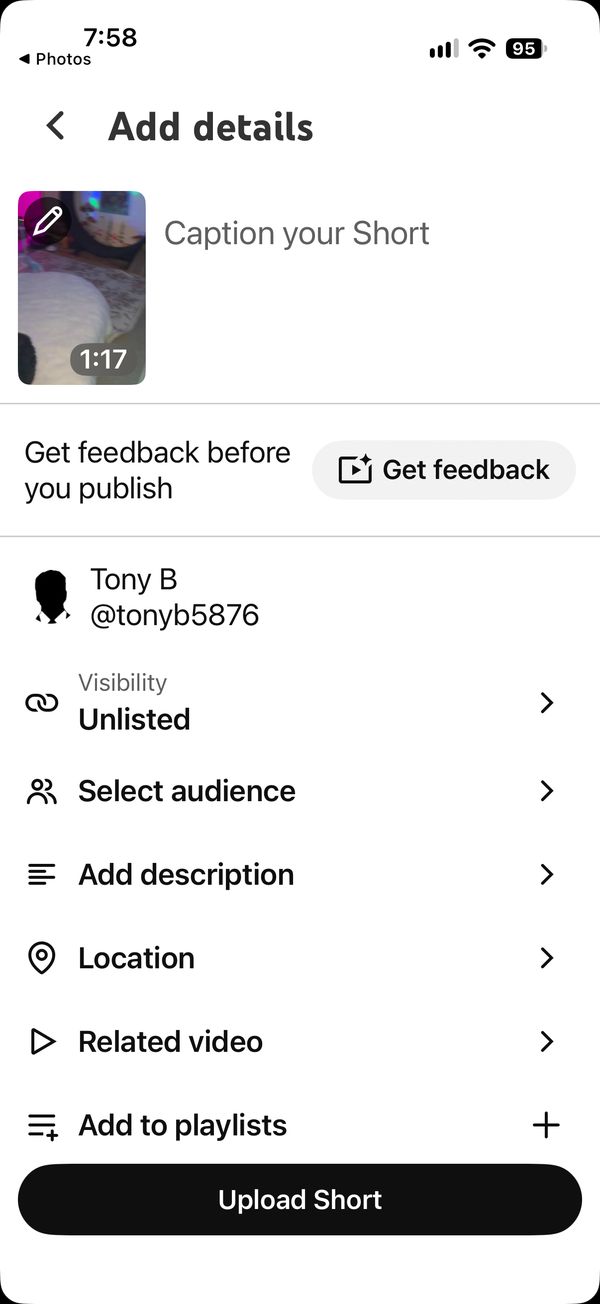 7:58
95
◀ Photos
Add details
Caption your Short
1:17
Get feedback before
you publish
Get feedback
Tony B
@tonyb5876
Visibility
Unlisted
Select audience
Add description
Location
Related video
Add to playlists
Upload Short